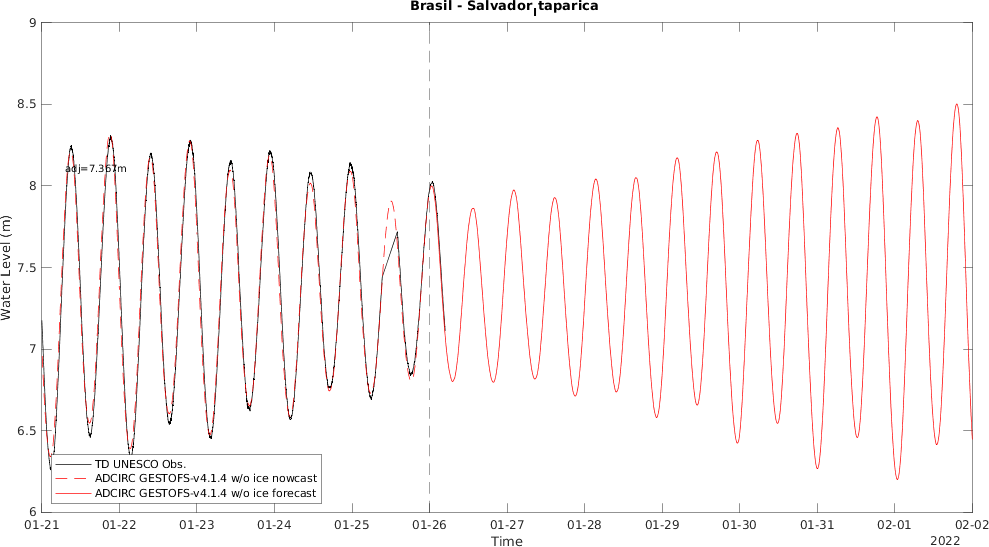 Brasil - Salvador Itaparica
9
8.5
8
7.5
7
6.5
6
Water Level (m)
adj=7.367m
TD UNESCO Obs.
ADCIRC GESTOFS-v4.1.4 w/o ice nowcast
ADCIRC GESTOFS-v4.1.4 w/o ice forecast
01-21 01-22 01-23 01-24 01-25 01-26 01-27 01-28 01-29 01-30 01-31 02-01 02-02
Time
2022